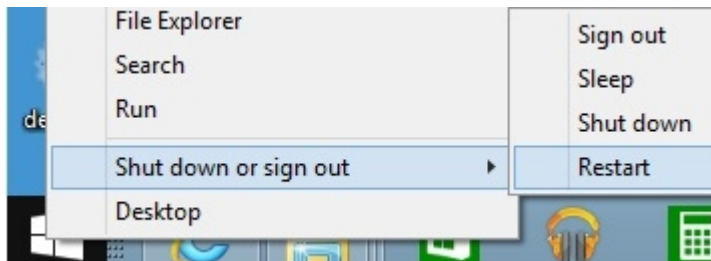 File Explorer
Search
Run
Shut down or sign out
Desktop
Sign out
Sleep
Shut down
Restart